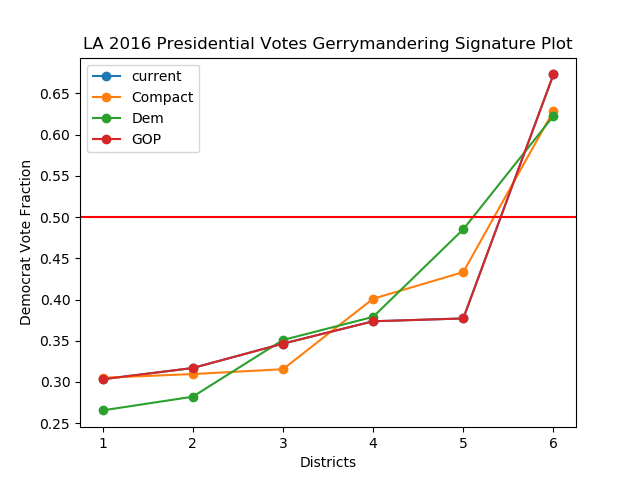 LA 2016 Presidential Votes Gerrymandering Signature Plot
current
Compact
Dem
GOP
Democrat Vote Fraction
0.65
0.60
0.55
0.50
0.45
0.40
0.35
0.30
0.25
1 2 3 4 5 6
Districts